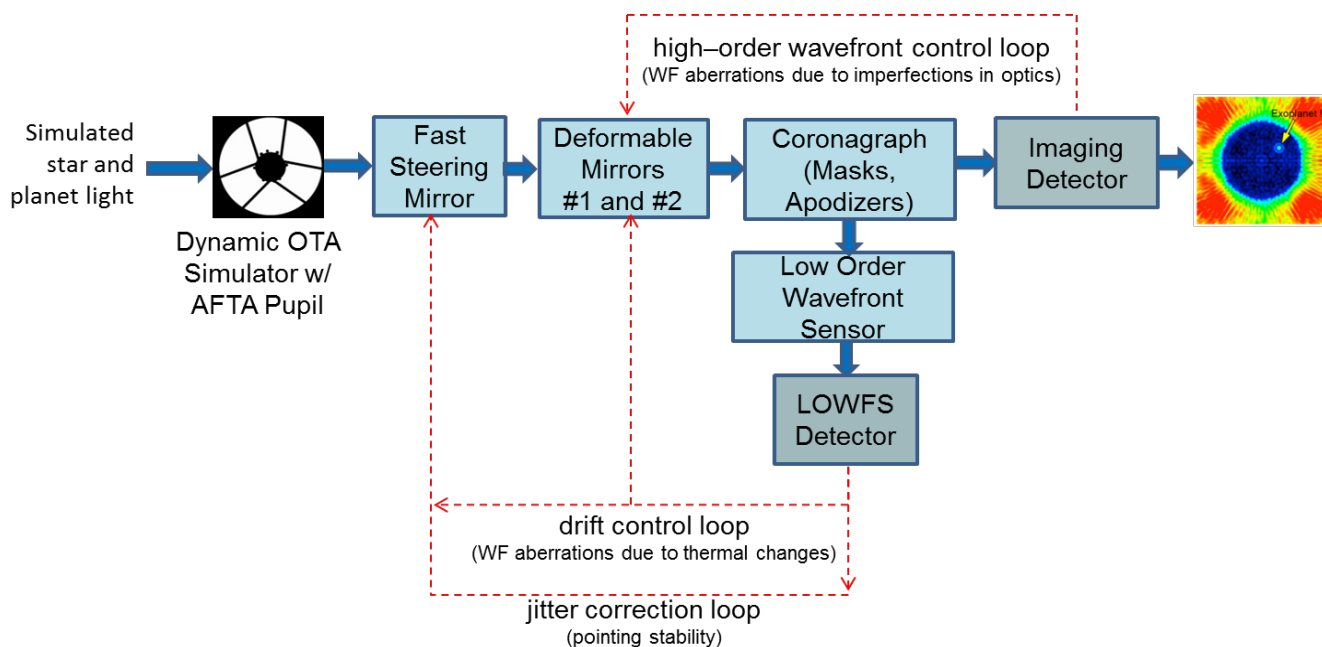 high–order wavefront control loop
(WF aberrations due to imperfections in optics)
Simulated
star and
planet light
Dynamic OTA
Simulator w/
AFTA Pupil
Fast
Steering
Mirror
Deformable
Mirrors
#1 and #2
Coronagraph
(Masks,
Apodizers)
Imaging
Detector
Exoplanet
Low Order
Wavefront
Sensor
LOWFS
Detector
drift control loop
(WF aberrations due to thermal changes)
jitter correction loop
(pointing stability)